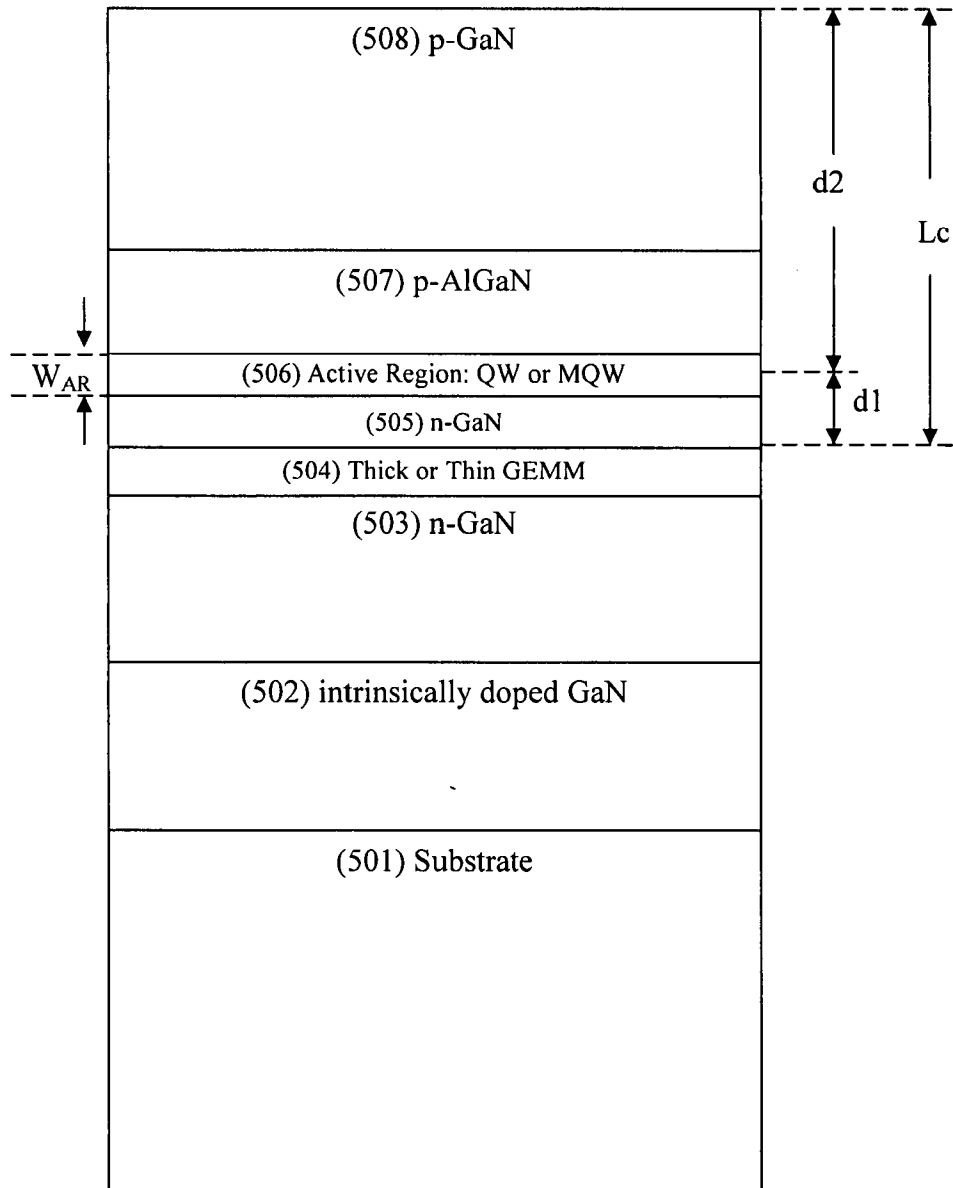 (508) p-GaN
d2
Lc
(507) p-AlGaN
W_AR
(506) Active Region: QW or MQW
d1
(505) n-GaN
(504) Thick or Thin GEMM
(503) n-GaN
(502) intrinsically doped GaN
(501) Substrate